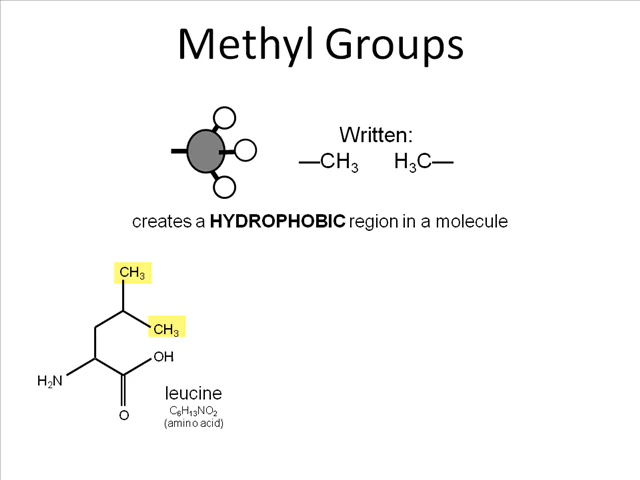 Methyl Groups
Written:
—CH₃ H₃C—
creates a HYDROPHOBIC region in a molecule
CH₃
CH₃
OH
H₂N
O
leucine
C₆H₁₃NO₂
(amino acid)